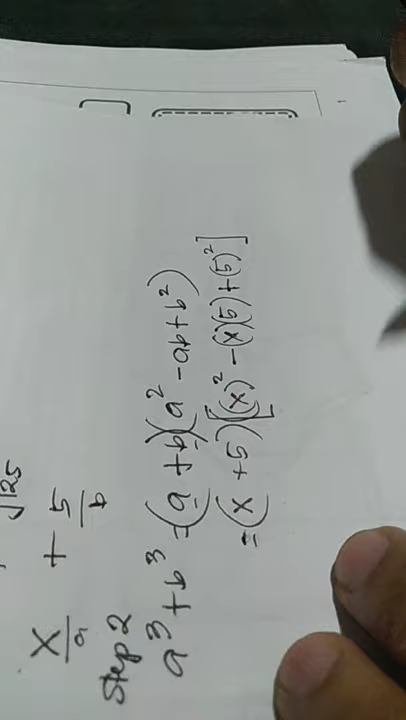 √125
x + 5
a b
Step 2
a³ + b³ = (a + b)(a² - ab + b²)
= (x + 5)[(x)² - (x)(5) + (5)²]